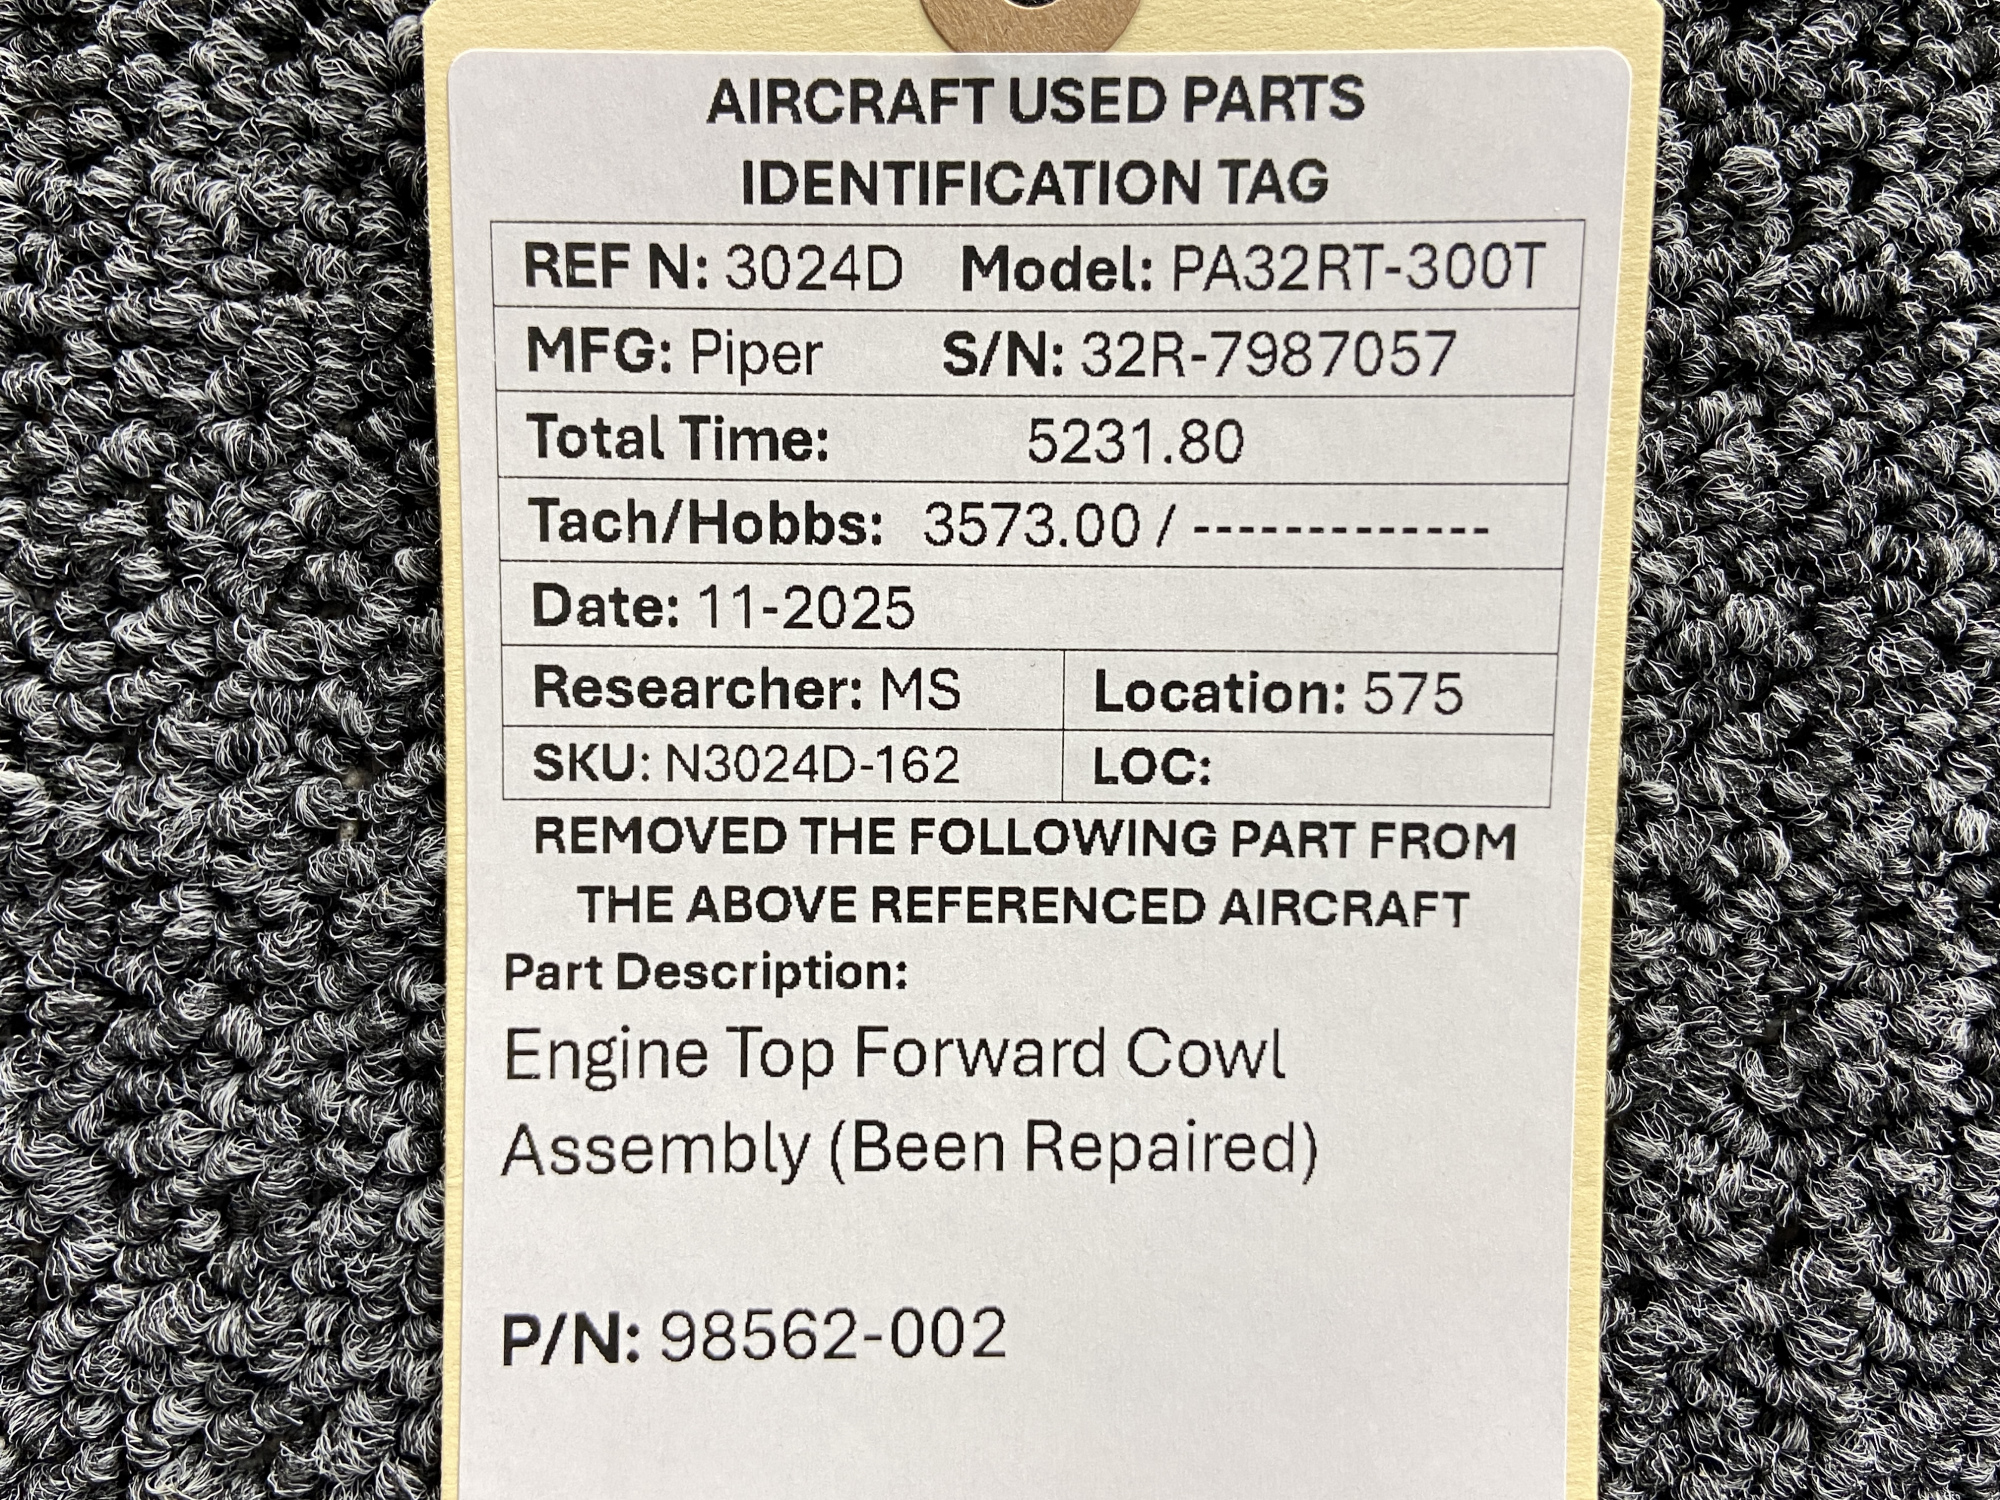 AIRCRAFT USED PARTS
IDENTIFICATION TAG
REF N: 3024D Model: PA32RT-300T
MFG: Piper S/N: 32R-7987057
Total Time: 5231.80
Tach/Hobbs: 3573.00 / -------------
Date: 11-2025
Researcher: MS Location: 575
SKU: N3024D-162 LOC:
REMOVED THE FOLLOWING PART FROM
THE ABOVE REFERENCED AIRCRAFT
Part Description:
Engine Top Forward Cowl
Assembly (Been Repaired)
P/N: 98562-002